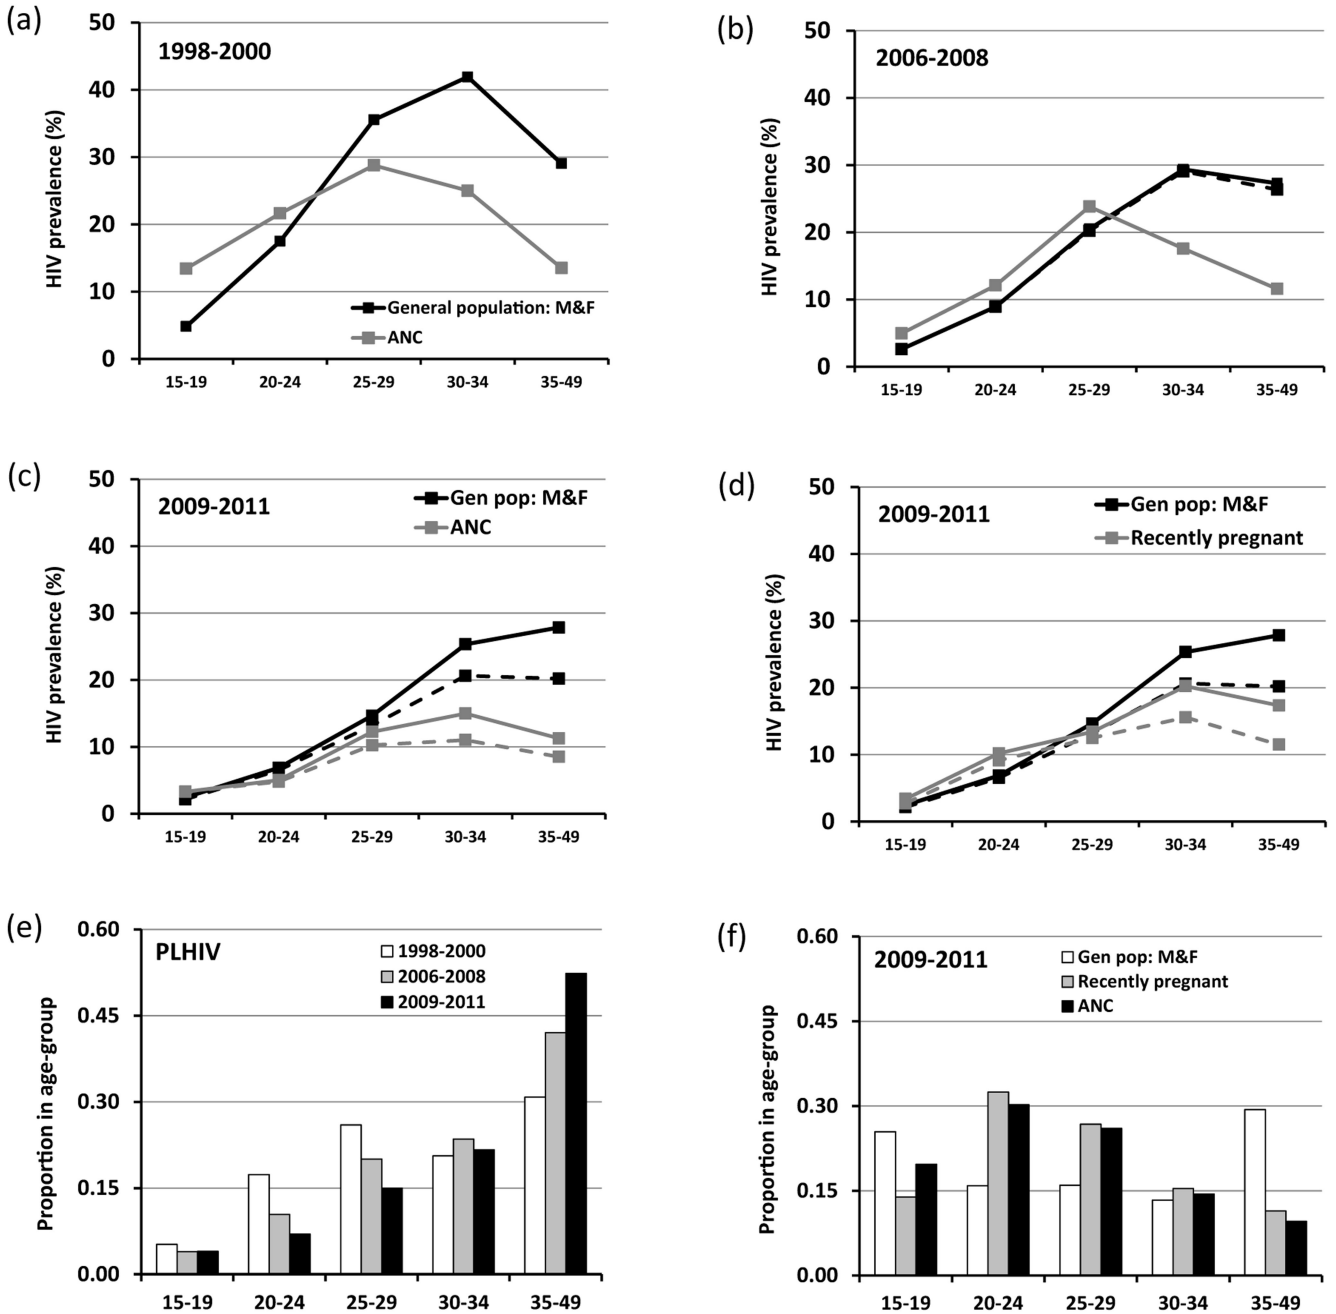 (a)
1998-2000
HIV prevalence (%)
50
40
30
20
10
0
General population: M&F
ANC
15-19 20-24 25-29 30-34 35-49
(b)
2006-2008
HIV prevalence (%)
50
40
30
20
10
0
15-19 20-24 25-29 30-34 35-49
(c)
2009-2011
HIV prevalence (%)
50
40
30
20
10
0
Gen pop: M&F
ANC
15-19 20-24 25-29 30-34 35-49
(d)
2009-2011
HIV prevalence (%)
50
40
30
20
10
0
Gen pop: M&F
Recently pregnant
15-19 20-24 25-29 30-34 35-49
(e)
PLHIV
Proportion in age-group
0.60
0.45
0.30
0.15
0.00
1998-2000
2006-2008
2009-2011
15-19 20-24 25-29 30-34 35-49
(f)
2009-2011
Proportion in age-group
0.60
0.45
0.30
0.15
0.00
Gen pop: M&F
Recently pregnant
ANC
15-19 20-24 25-29 30-34 35-49